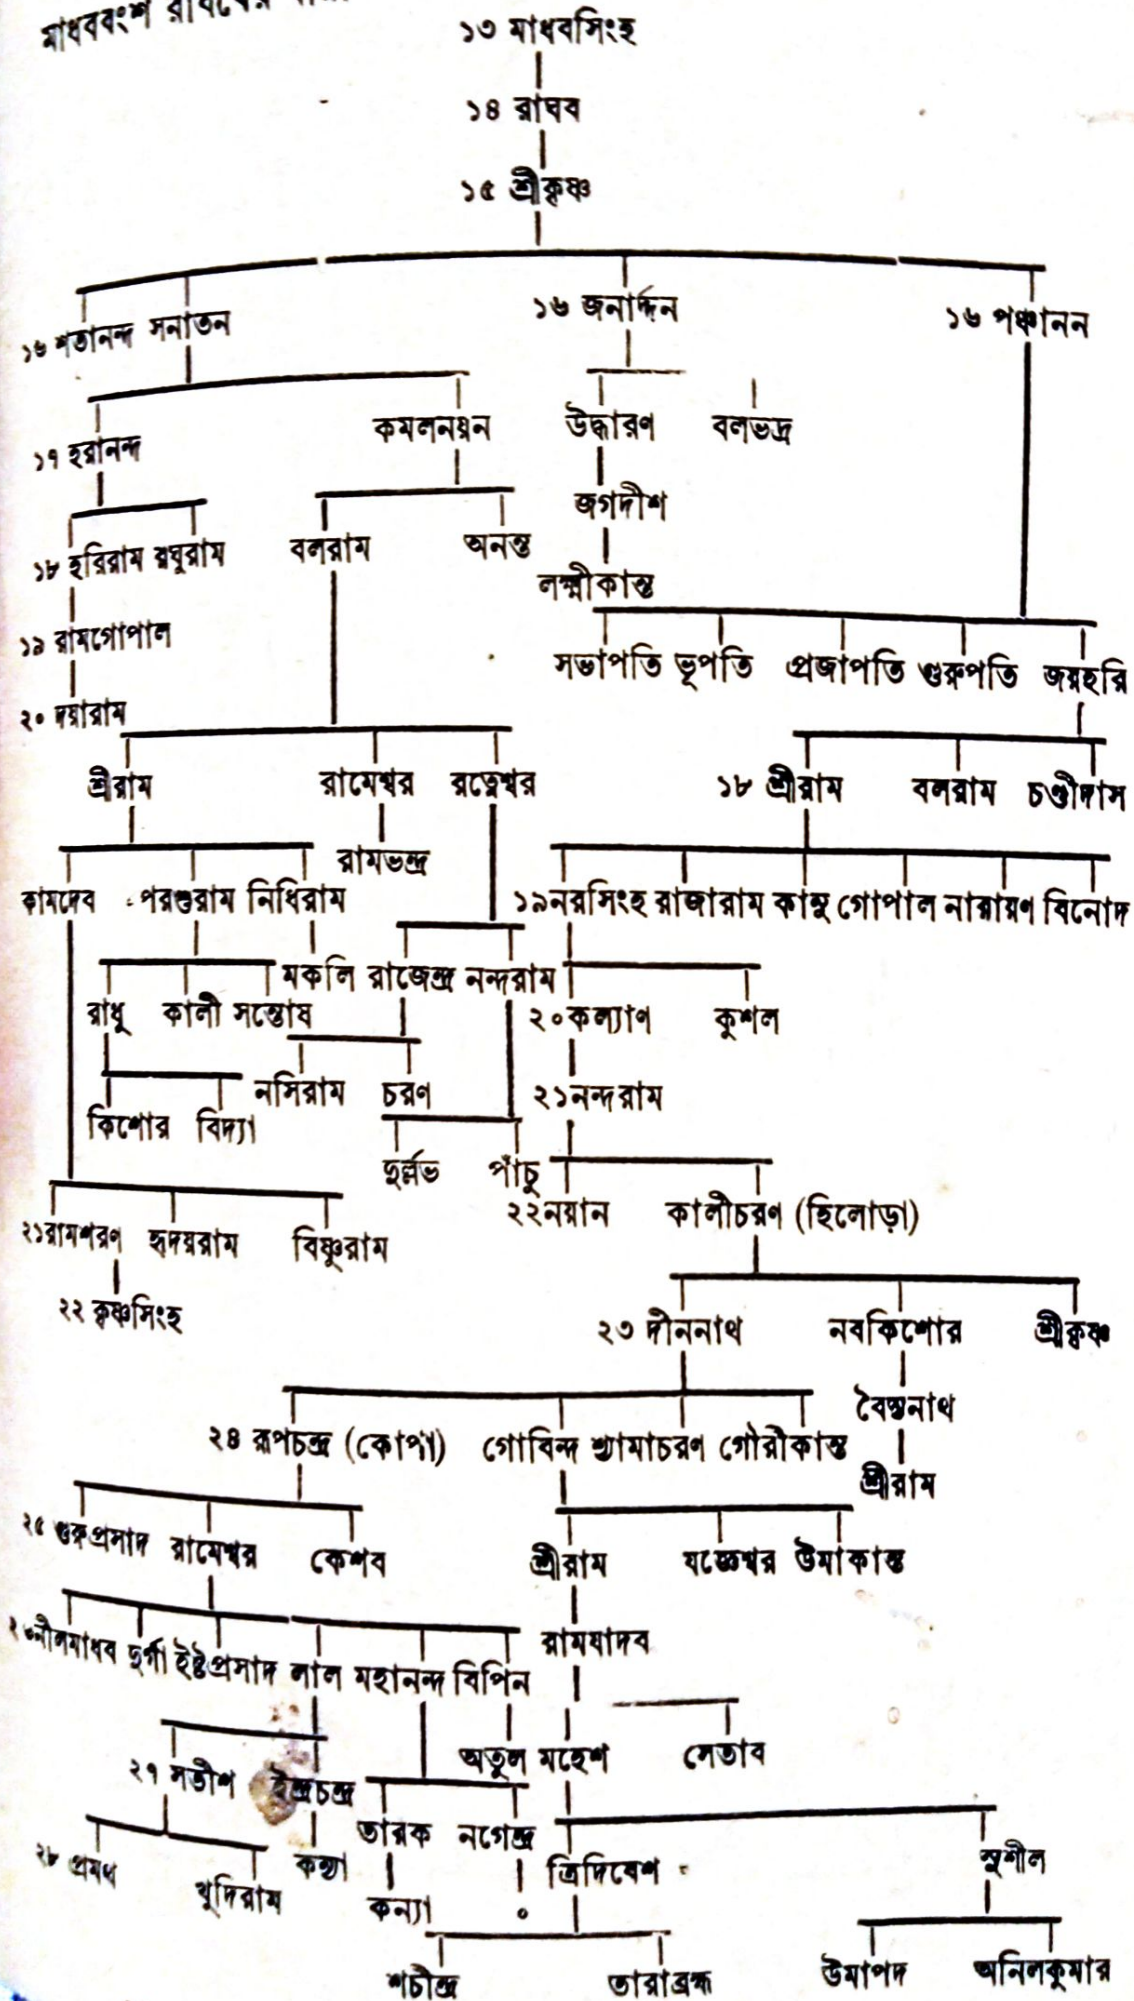 মাধববংশ রাঘবের
১৩ মাধবসিংহ
১৪ রাঘব
১৫ শ্রীকৃষ্ণ
১৬ শতানন্দ সনাতন ১৬ জনার্দ্দন ১৬ পঞ্চানন
১৭ হরানন্দ কমলনয়ন উদ্ধারণ বলভদ্র
জগদীশ
১৮ হরিরাম রঘুরাম বলরাম অনন্ত
লক্ষ্মীকান্ত
১৯ রামগোপাল
সভাপতি ভূপতি প্রজাপতি গুরুপতি জয়হরি
২০ দয়ারাম
শ্রীরাম রামেশ্বর রত্নেশ্বর ১৮ শ্রীরাম বলরাম চণ্ডীদাস
রামভদ্র
কামদেব পরশুরাম নিধিরাম ১৯নরসিংহ রাজারাম কানু গোপাল নারায়ণ বিনোদ
মকলি রাজেন্দ্র নন্দরাম
রাধু কালী সন্তোষ ২০কল্যাণ কুশল
নসিরাম চরণ ২১নন্দরাম
কিশোর বিদ্যা
দুর্ল্লভ পাঁচু
২২নয়ান কালীচরণ (হিলোড়া)
২১রামশরণ হৃদয়রাম বিষ্ণুরাম
২২ কৃষ্ণসিংহ
২৩ দীননাথ নবকিশোর শ্রীকৃষ্ণ
বৈদ্যনাথ
২৪ রূপচন্দ্র (কোপা) গোবিন্দ শ্যামাচরণ গৌরীকান্ত
শ্রীরাম
২৫ গুরুপ্রসাদ রামেশ্বর কেশব শ্রীরাম যজ্ঞেশ্বর উমাকান্ত
২৬নীলমাধব দুর্গা ইষ্টপ্রসাদ লাল মহানন্দ বিপিন রামযাদব
অতুল মহেশ সেতাব
২৭ সতীশ ইন্দ্রচন্দ্র
তারক নগেন্দ্র
২৮ প্রমথ ক্ষুদিরাম কন্যা ত্রিদিবেশ সুশীল
কন্যা ০
শচীন্দ্র তারাব্রহ্ম উমাপদ অনিলকুমার